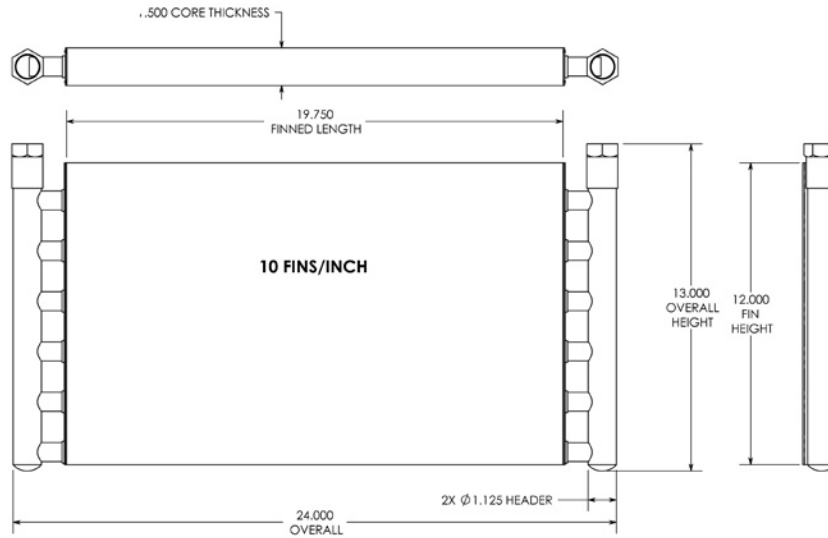 CORE THICKNESS
19.750
FINNED LENGTH
10 FINS/INCH
13.000
OVERALL
HEIGHT
12.000
FIN
HEIGHT
2X Ø1.125 HEADER
24.000
OVERALL